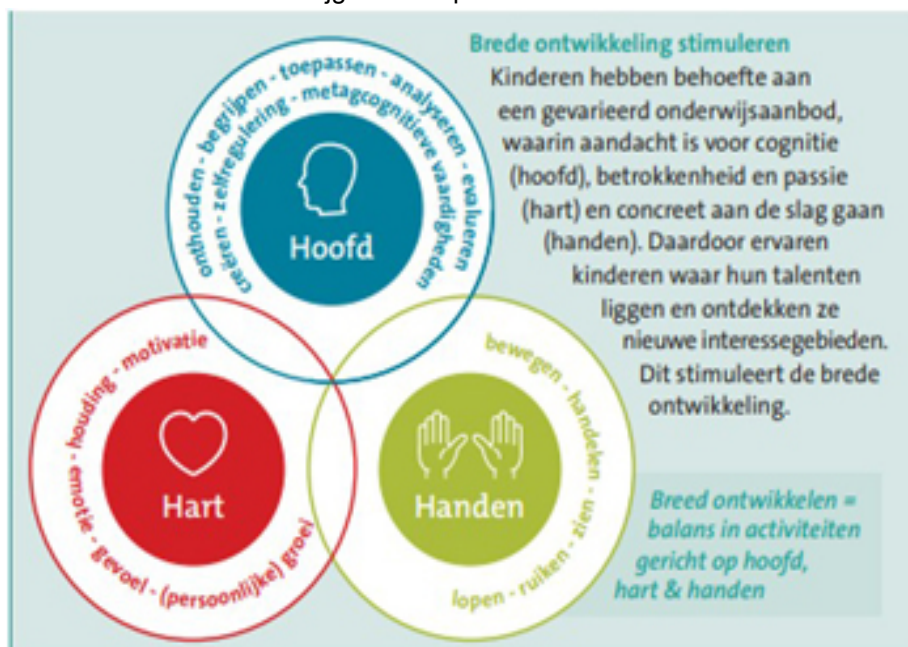 Brede ontwikkeling stimuleren
Kinderen hebben behoefte aan
een gevarieerd onderwijsaanbod,
waarin aandacht is voor cognitie
(hoofd), betrokkenheid en passie
(hart) en concreet aan de slag gaan
(handen). Daardoor ervaren
kinderen waar hun talenten
liggen en ontdekken ze
nieuwe interessegebieden.
Dit stimuleert de brede
ontwikkeling.
onthouden - begrijpen - toepassen - analyseren - evalueren
creëren - zelfregulering - metagcognitieve vaardigheden
Hoofd
motivatie - houding - emotie - gevoel - (persoonlijke) groei
Hart
bewegen - handelen - zien - ruiken - lopen
Handen
Breed ontwikkelen =
balans in activiteiten
gericht op hoofd,
hart & handen